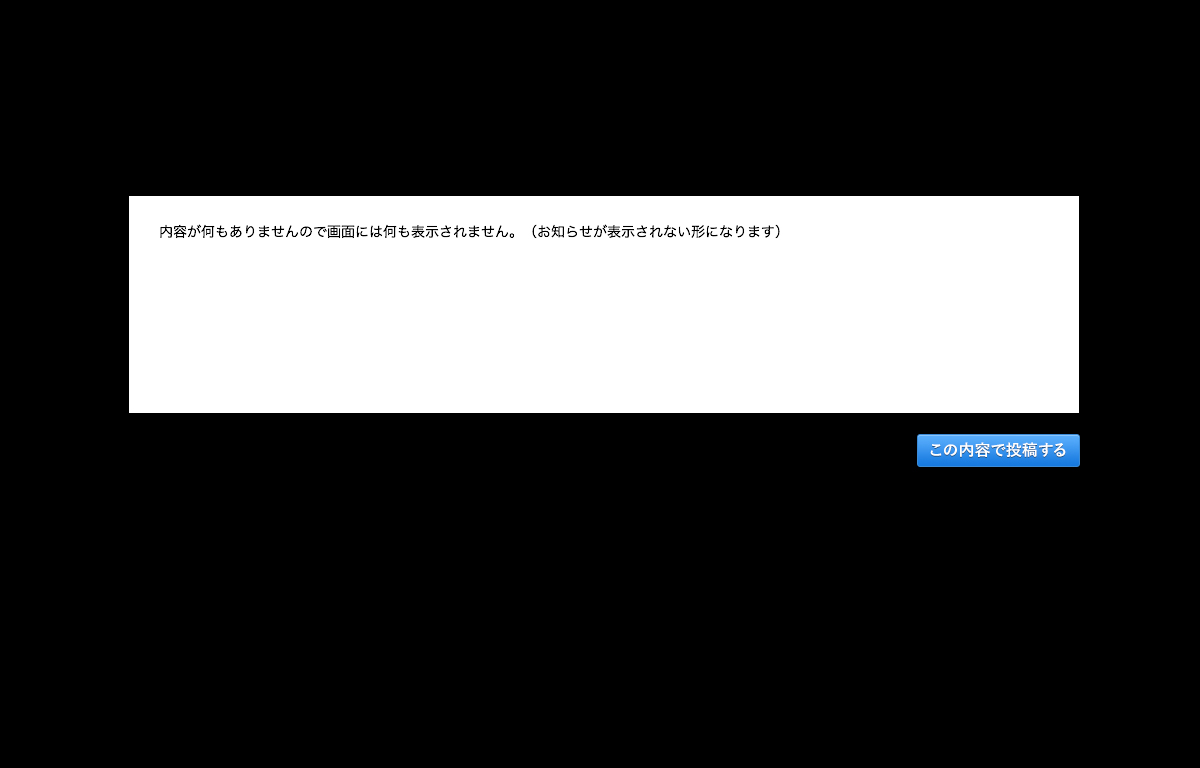 内容が何もありませんので画面には何も表示されません。（お知らせが表示されない形になります）
この内容で投稿する